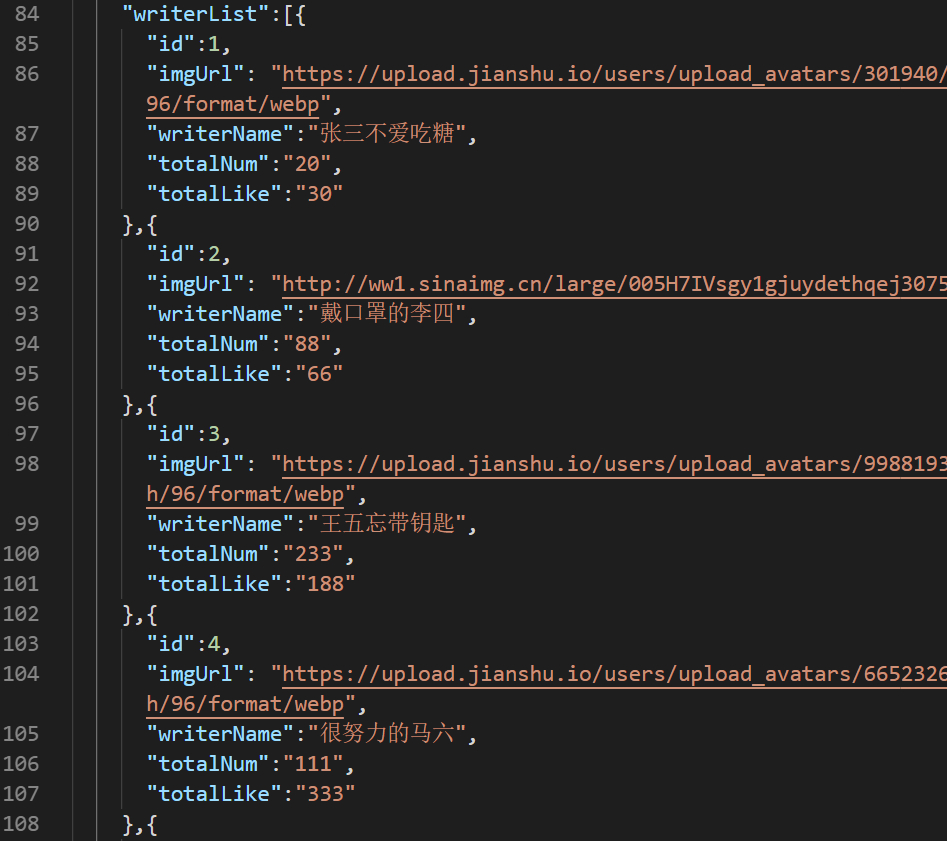 84 "writerList":[{
85 "id":1,
86 "imgUrl": "https://upload.jianshu.io/users/upload_avatars/301940/
96/format/webp",
87 "writerName":"张三不爱吃糖",
88 "totalNum":"20",
89 "totalLike":"30"
90 },{
91 "id":2,
92 "imgUrl": "http://ww1.sinaimg.cn/large/005H7IVsgy1gjuydethqej3075
93 "writerName":"戴口罩的李四",
94 "totalNum":"88",
95 "totalLike":"66"
96 },{
97 "id":3,
98 "imgUrl": "https://upload.jianshu.io/users/upload_avatars/9988193
h/96/format/webp",
99 "writerName":"王五忘带钥匙",
100 "totalNum":"233",
101 "totalLike":"188"
102 },{
103 "id":4,
104 "imgUrl": "https://upload.jianshu.io/users/upload_avatars/6652326
h/96/format/webp",
105 "writerName":"很努力的马六",
106 "totalNum":"111",
107 "totalLike":"333"
108 },{